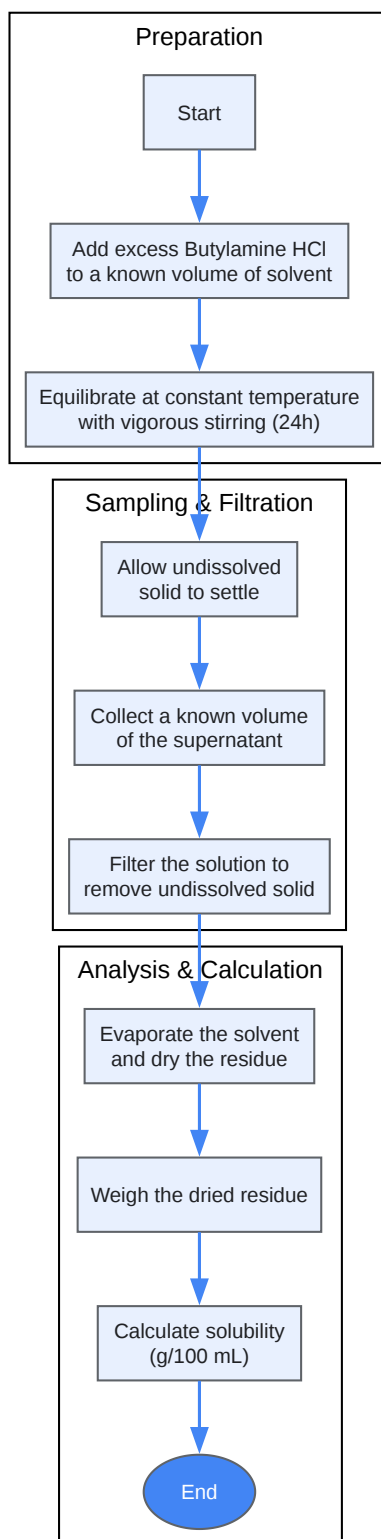 Preparation
Start
Add excess Butylamine HCl
to a known volume of solvent
Equilibrate at constant temperature
with vigorous stirring (24h)
Sampling & Filtration
Allow undissolved
solid to settle
Collect a known volume
of the supernatant
Filter the solution to
remove undissolved solid
Analysis & Calculation
Evaporate the solvent
and dry the residue
Weigh the dried residue
Calculate solubility
(g/100 mL)
End